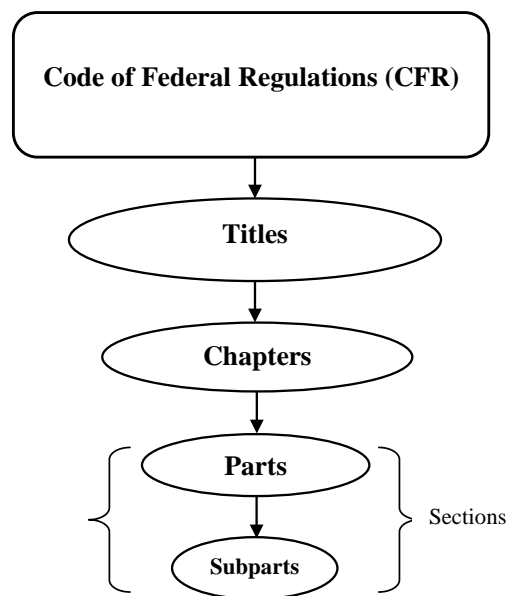 Code of Federal Regulations (CFR)
Titles
Chapters
Parts
Sections
Subparts